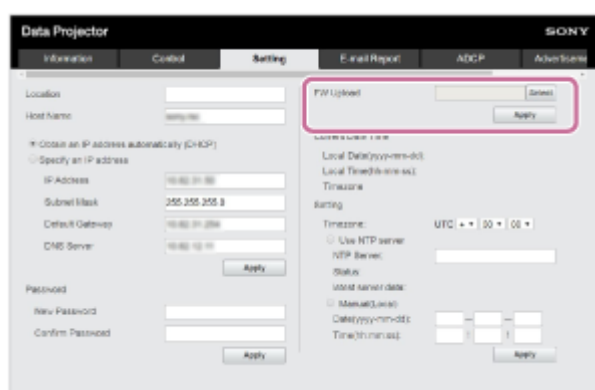 Data Projector
SONY
Information
Control
Setting
E-mail Report
ADCP
Advertiseme
Location
Host Name
Obtain an IP address automatically (DHCP)
Specify an IP address
IP Address
Subnet Mask
255.255.255.0
Default Gateway
DNS Server
Apply
Password
New Password
Confirm Password
Apply
FW Upload
Select
Apply
Current Date Time
Local Date(yyyy-mm-dd):
Local Time(hh:mm:ss):
Timezone
Setting
Timezone:
UTC + 00 : 00
Use NTP server
NTP Server:
Status:
latest server date:
Manual(Local)
Date(yyyy-mm-dd):
Time(hh:mm:ss):
Apply